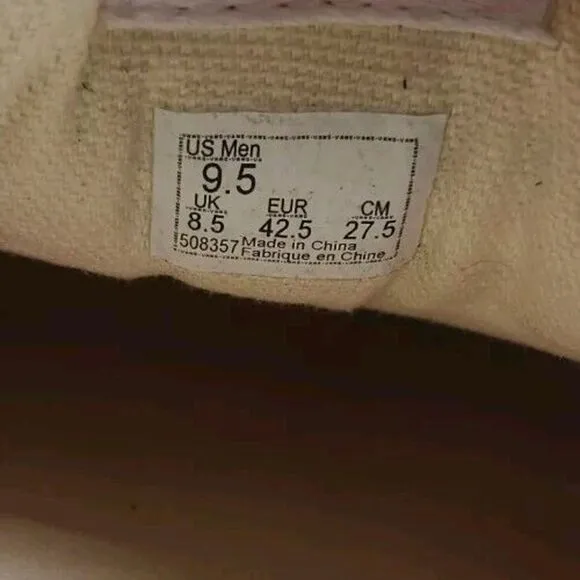 US Men
9.5
UK EUR CM
8.5 42.5 27.5
508357 Made in China
Fabrique en Chine